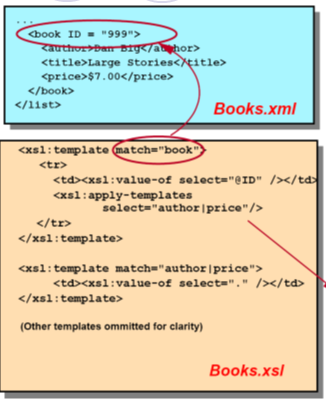 ...
<book ID = "999">
<author>Dan Big</author>
<title>Large Stories</title>
<price>$7.00</price>
</book>
</list>
Books.xml
<xsl:template match="book">
<tr>
<td><xsl:value-of select="@ID" /></td>
<xsl:apply-templates
select="author|price"/>
</tr>
</xsl:template>
<xsl:template match="author|price">
<td><xsl:value-of select="." /></td>
</xsl:template>
(Other templates ommitted for clarity)
Books.xsl